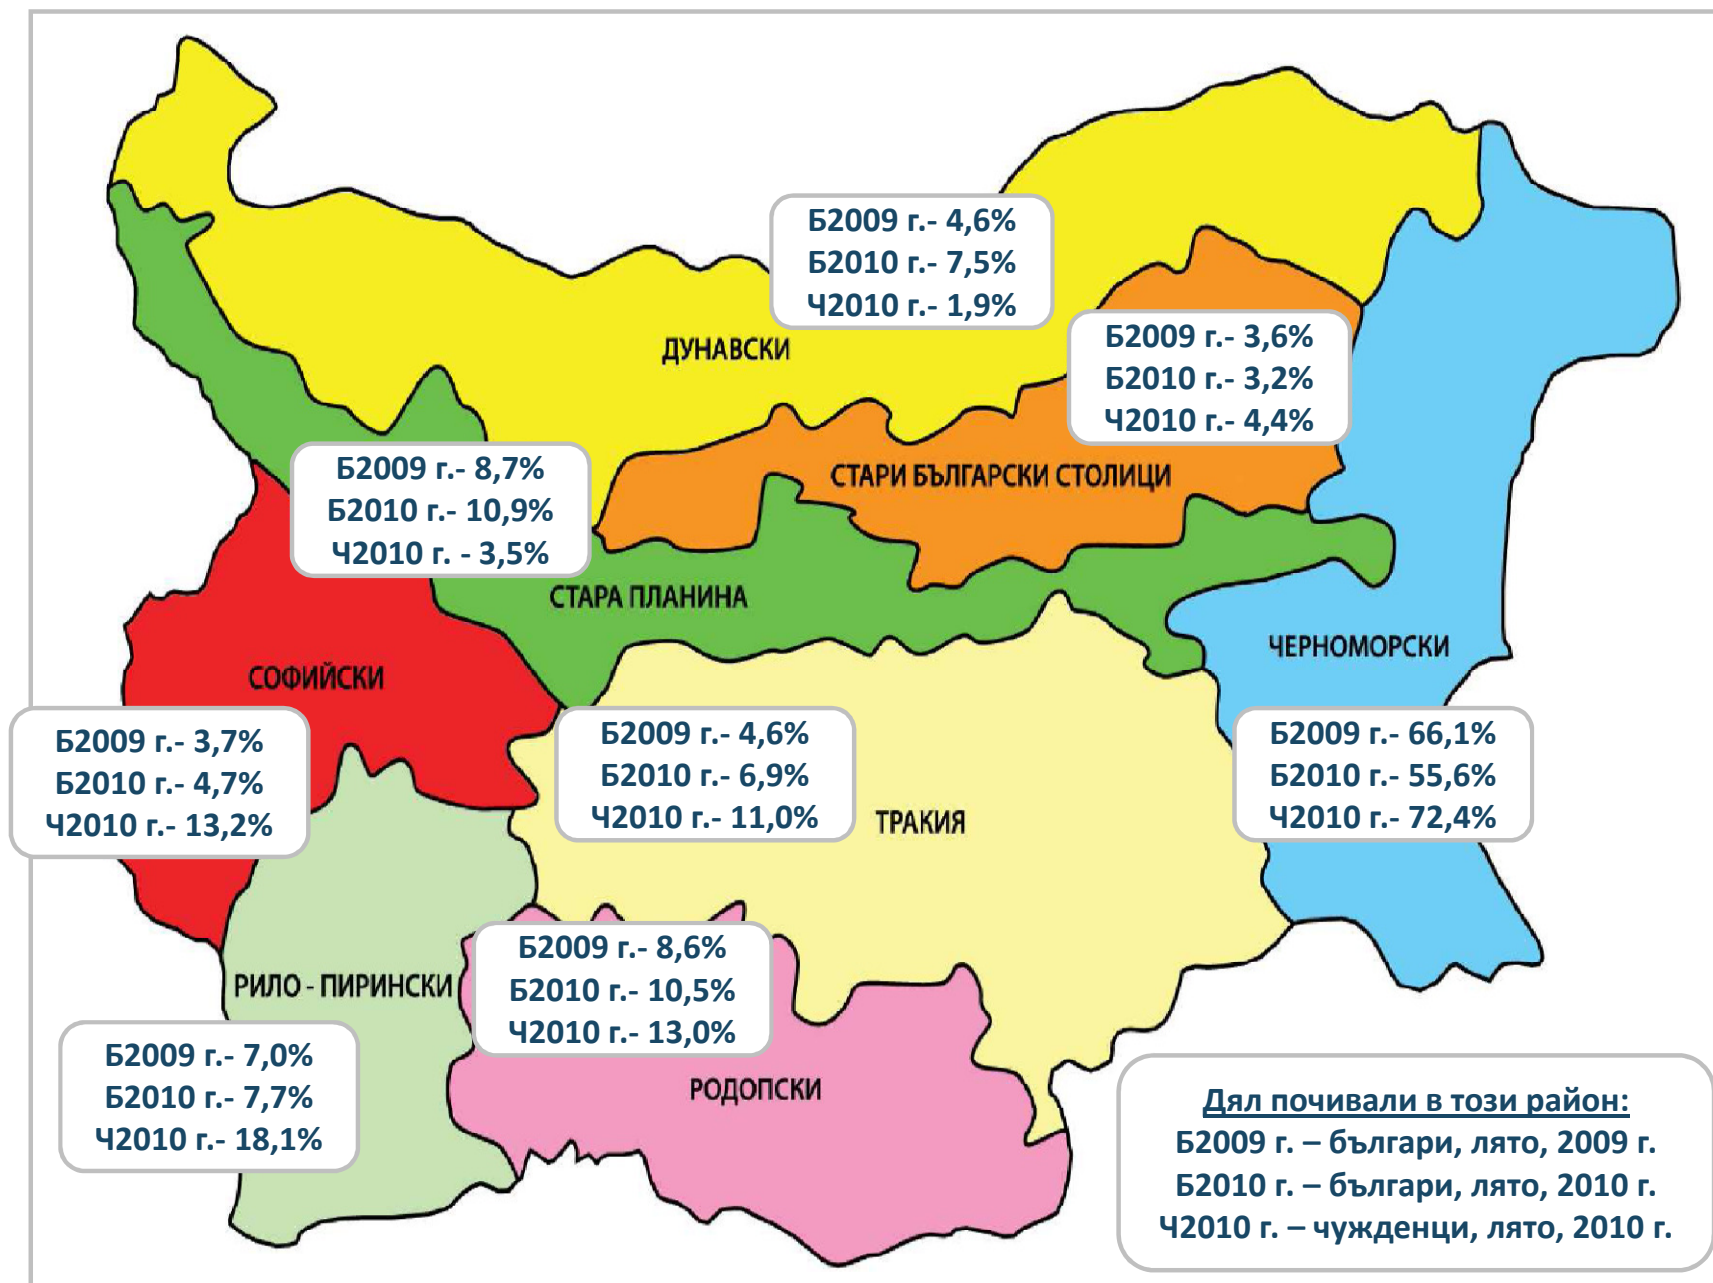 Б2009 г.- 4,6%
Б2010 г.- 7,5%
Ч2010 г.- 1,9%
ДУНАВСКИ
Б2009 г.- 3,6%
Б2010 г.- 3,2%
Ч2010 г.- 4,4%
СТАРИ БЪЛГАРСКИ СТОЛИЦИ
Б2009 г.- 8,7%
Б2010 г.- 10,9%
Ч2010 г. - 3,5%
СТАРА ПЛАНИНА
ЧЕРНОМОРСКИ
СОФИЙСКИ
Б2009 г.- 3,7%
Б2010 г.- 4,7%
Ч2010 г.- 13,2%
Б2009 г.- 4,6%
Б2010 г.- 6,9%
Ч2010 г.- 11,0%
ТРАКИЯ
Б2009 г.- 66,1%
Б2010 г.- 55,6%
Ч2010 г.- 72,4%
РИЛО - ПИРИНСКИ
Б2009 г.- 8,6%
Б2010 г.- 10,5%
Ч2010 г.- 13,0%
Б2009 г.- 7,0%
Б2010 г.- 7,7%
Ч2010 г.- 18,1%
РОДОПСКИ
Дял почивали в този район:
Б2009 г. – българи, лято, 2009 г.
Б2010 г. – българи, лято, 2010 г.
Ч2010 г. – чужденци, лято, 2010 г.